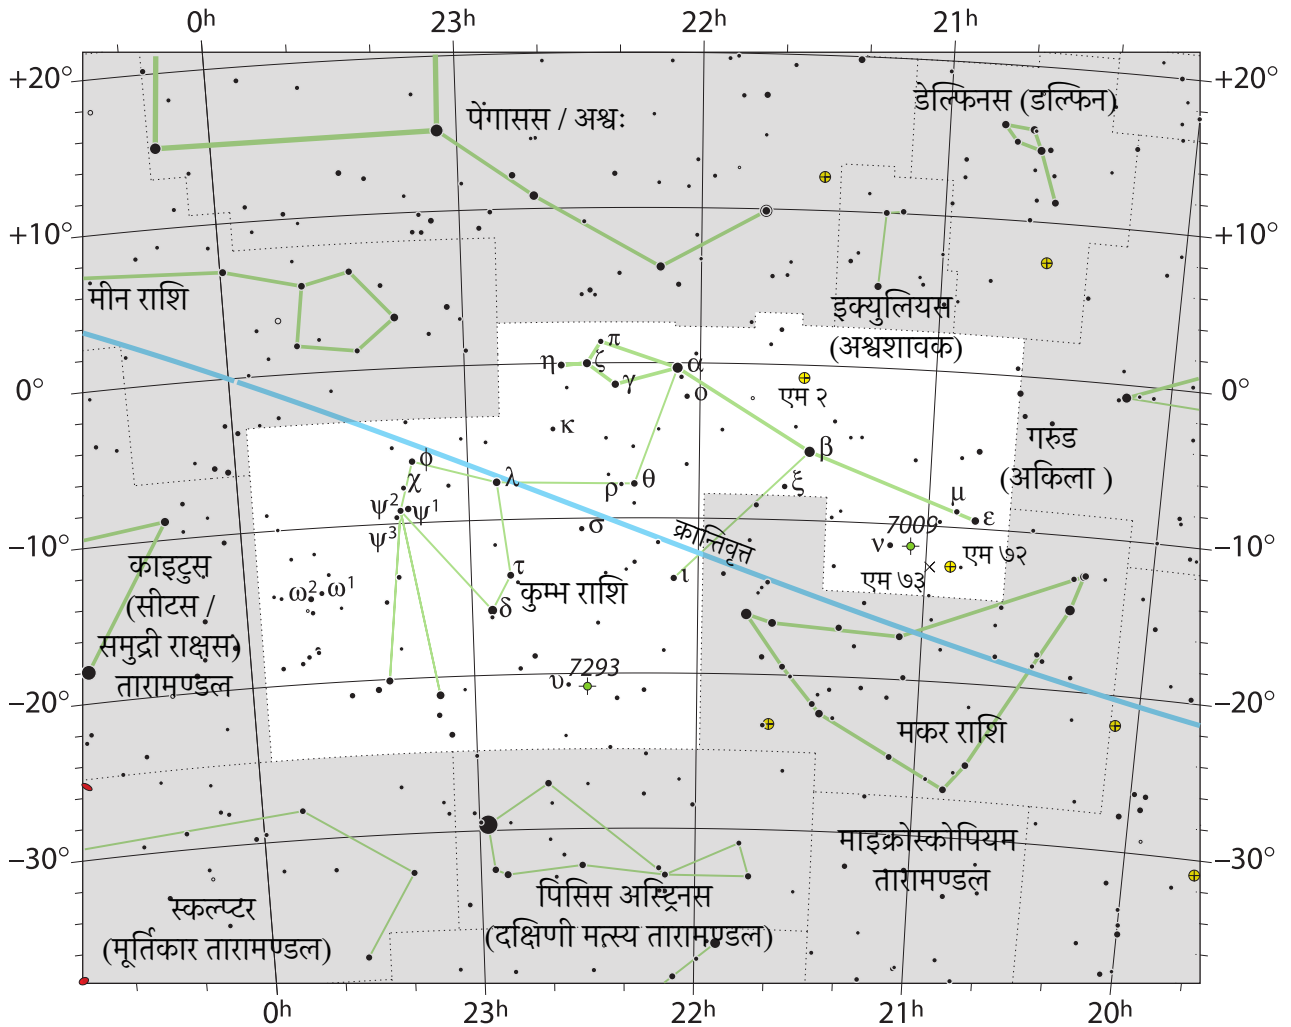 0h 23h 22h 21h
+20° +20°
डेल्फिनस (डल्फिन)
पेगासस / अश्वः
+10° +10°
मीन राशि
इक्युलियस
(अश्वशावक)
π
η ζ α
γ ο
एम २
0° 0°
κ
गरुड
(अकिला )
φ λ β
χ ρ θ ξ
ψ² ψ¹
μ
ψ³ σ ε
क्रान्तिवृत्त
7009
ν
−10° −10°
एम ७२
एम ७३
काइटुस
(सीटस /
समुद्री राक्षस)
तारामण्डल
ω² ω¹
τ
ι
कुम्भ राशि
δ
7293
υ
−20° −20°
मकर राशि
माइक्रोस्कोपियम
तारामण्डल
−30° −30°
स्कल्प्टर
(मूर्तिकार तारामण्डल)
पिसिस अस्ट्रिनस
(दक्षिणी मत्स्य तारामण्डल)
0h 23h 22h 21h 20h